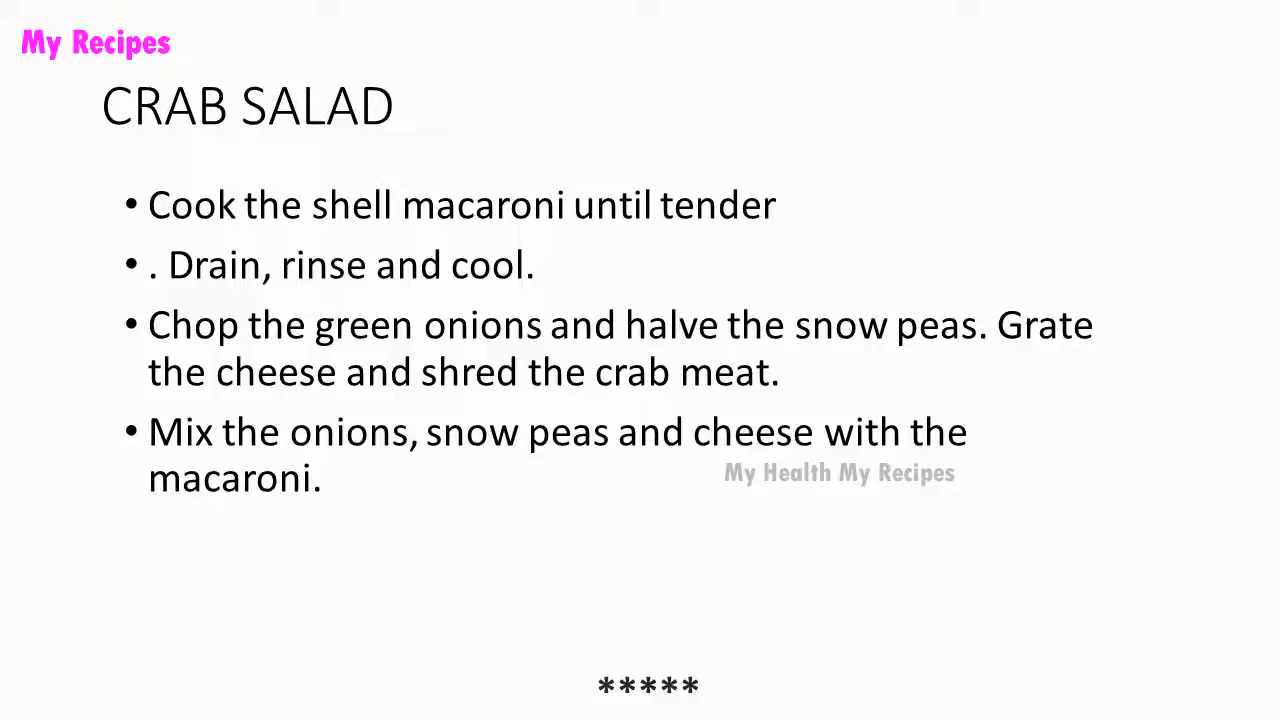 My Recipes
CRAB SALAD
• Cook the shell macaroni until tender
• . Drain, rinse and cool.
• Chop the green onions and halve the snow peas. Grate
the cheese and shred the crab meat.
• Mix the onions, snow peas and cheese with the
macaroni.
My Health My Recipes
*****